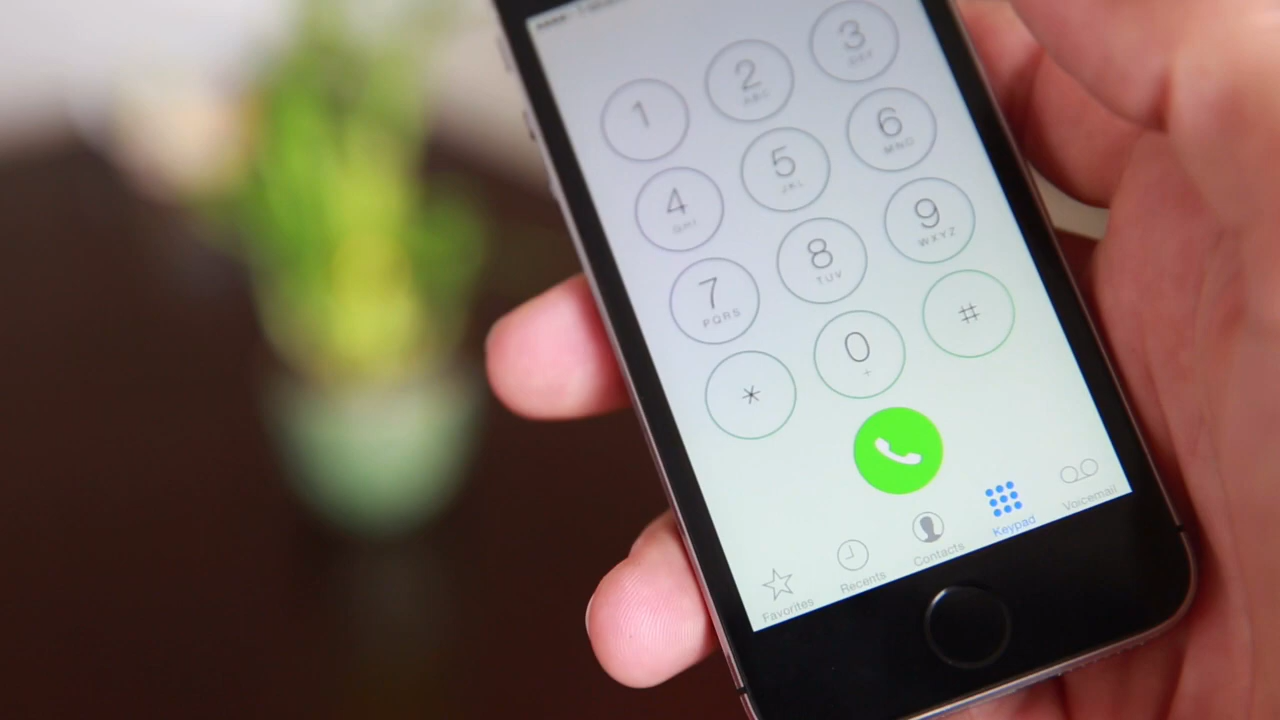 1 2 3
ABC DEF
4 5 6
GHI JKL MNO
7 8 9
PQRS TUV WXYZ
* 0 #
+
Favorites Recents Contacts Keypad Voicemail